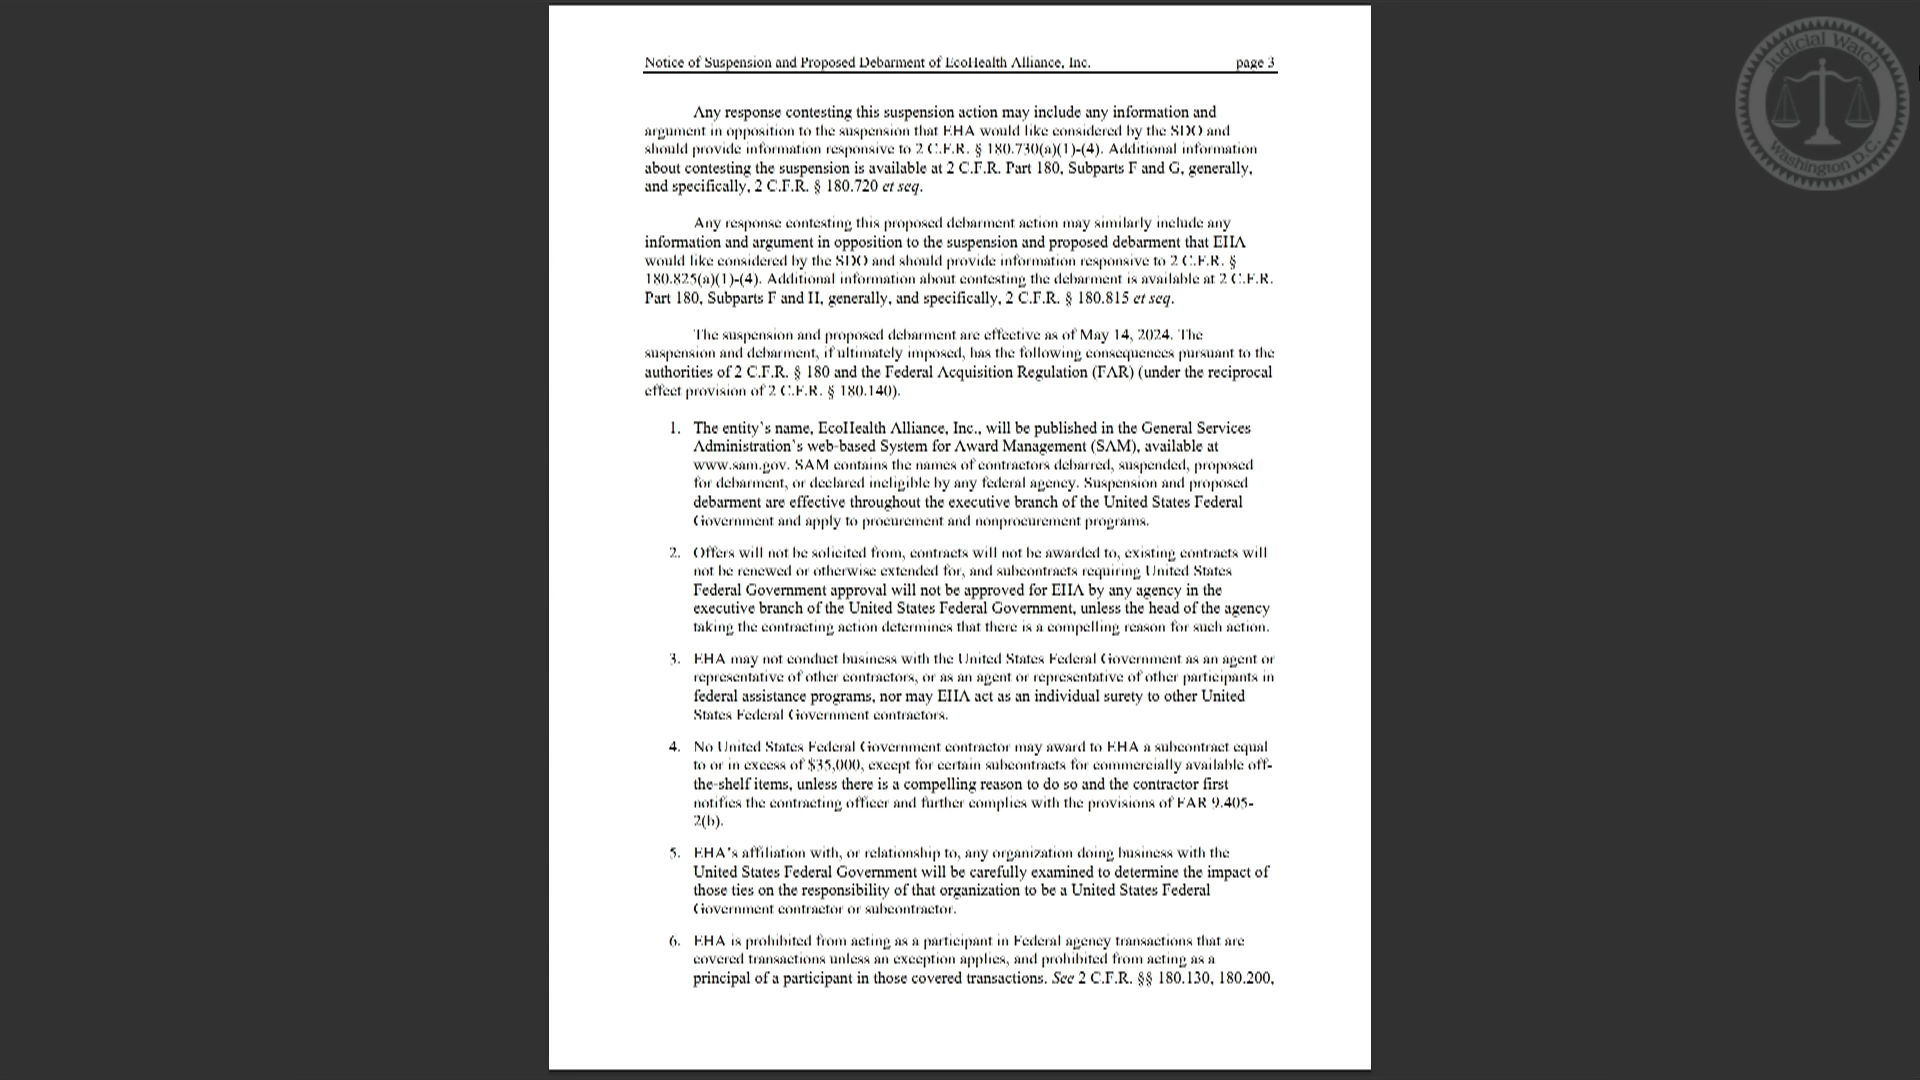 Notice of Suspension and Proposed Debarment of EcoHealth Alliance, Inc. page 3
Any response contesting this suspension action may include any information and
argument in opposition to the suspension that EHA would like considered by the SDO and
should provide information responsive to 2 C.F.R. § 180.730(a)(1)-(4). Additional information
about contesting the suspension is available at 2 C.F.R. Part 180, Subparts F and G, generally,
and specifically, 2 C.F.R. § 180.720 et seq.
Any response contesting this proposed debarment action may similarly include any
information and argument in opposition to the suspension and proposed debarment that EHA
would like considered by the SDO and should provide information responsive to 2 C.F.R. §
180.825(a)(1)-(4). Additional information about contesting the debarment is available at 2 C.F.R.
Part 180, Subparts F and H, generally, and specifically, 2 C.F.R. § 180.815 et seq.
The suspension and proposed debarment are effective as of May 14, 2024. The
suspension and debarment, if ultimately imposed, has the following consequences pursuant to the
authorities of 2 C.F.R. § 180 and the Federal Acquisition Regulation (FAR) (under the reciprocal
effect provision of 2 C.F.R. § 180.140).
1. The entity's name, EcoHealth Alliance, Inc., will be published in the General Services
Administration's web-based System for Award Management (SAM), available at
www.sam.gov. SAM contains the names of contractors debarred, suspended, proposed
for debarment, or declared ineligible by any federal agency. Suspension and proposed
debarment are effective throughout the executive branch of the United States Federal
Government and apply to procurement and nonprocurement programs.
2. Offers will not be solicited from, contracts will not be awarded to, existing contracts will
not be renewed or otherwise extended for, and subcontracts requiring United States
Federal Government approval will not be approved for EHA by any agency in the
executive branch of the United States Federal Government, unless the head of the agency
taking the contracting action determines that there is a compelling reason for such action.
3. EHA may not conduct business with the United States Federal Government as an agent or
representative of other contractors, or as an agent or representative of other participants in
federal assistance programs, nor may EHA act as an individual surety to other United
States Federal Government contractors.
4. No United States Federal Government contractor may award to EHA a subcontract equal
to or in excess of $35,000, except for certain subcontracts for commercially available off-
the-shelf items, unless there is a compelling reason to do so and the contractor first
notifies the contracting officer and further complies with the provisions of FAR 9.405-
2(b).
5. EHA's affiliation with, or relationship to, any organization doing business with the
United States Federal Government will be carefully examined to determine the impact of
those ties on the responsibility of that organization to be a United States Federal
Government contractor or subcontractor.
6. EHA is prohibited from acting as a participant in Federal agency transactions that are
covered transactions unless an exception applies, and prohibited from acting as a
principal of a participant in those covered transactions. See 2 C.F.R. §§ 180.130, 180.200,
Judicial Watch
Washington D.C.